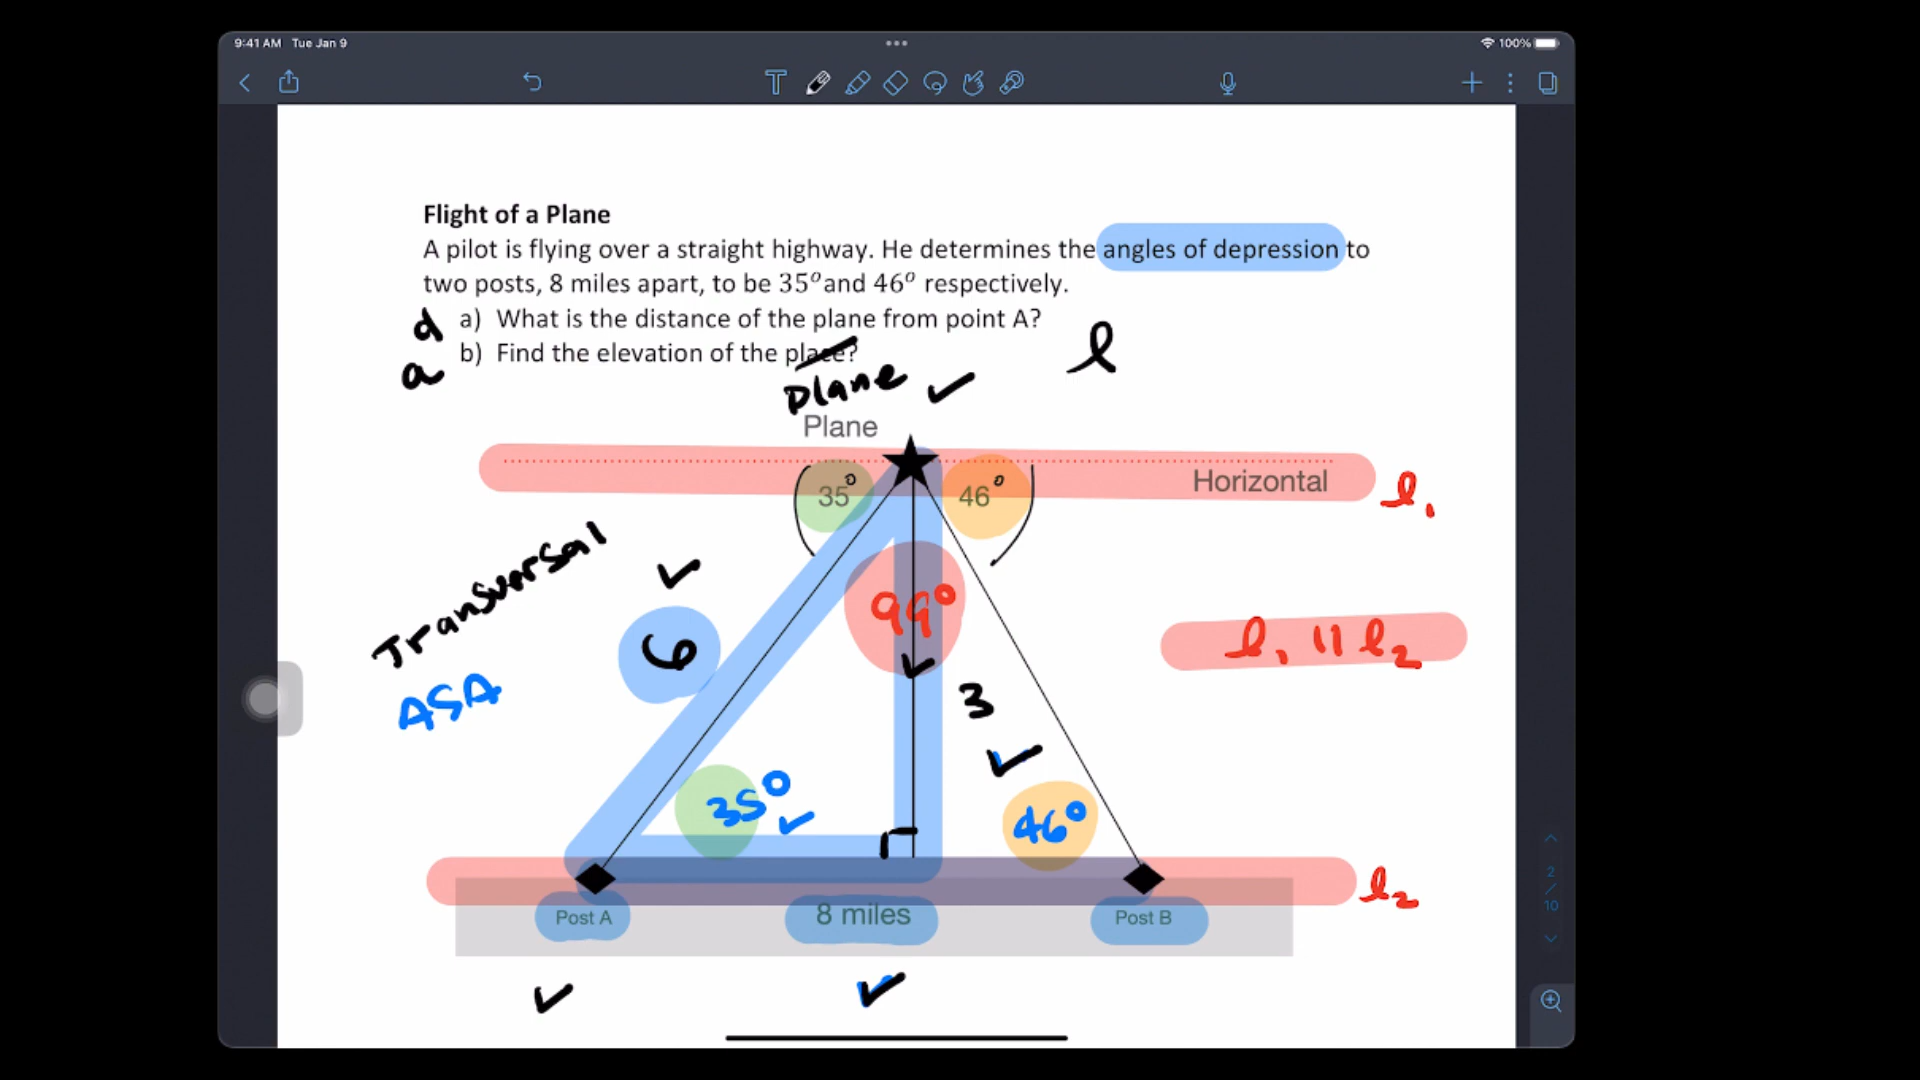 9:41 AM Tue Jan 9
100%
Flight of a Plane
A pilot is flying over a straight highway. He determines the angles of depression to
two posts, 8 miles apart, to be 35° and 46° respectively.
d a) What is the distance of the plane from point A?
a b) Find the elevation of the place?
l
plane
Plane
35° 46°
Horizontal l₁
Transversal
99°
6
l₁ || l₂
ASA
3
35°
46°
l₂
Post A 8 miles Post B
2
/
10